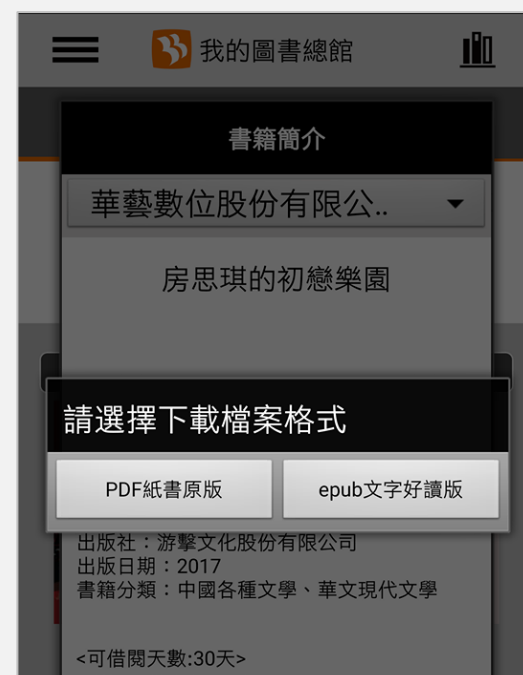 我的圖書總館
書籍簡介
華藝數位股份有限公..
房思琪的初戀樂園
請選擇下載檔案格式
PDF紙書原版
epub文字好讀版
出版社：游擊文化股份有限公司
出版日期：2017
書籍分類：中國各種文學、華文現代文學
<可借閱天數:30天>